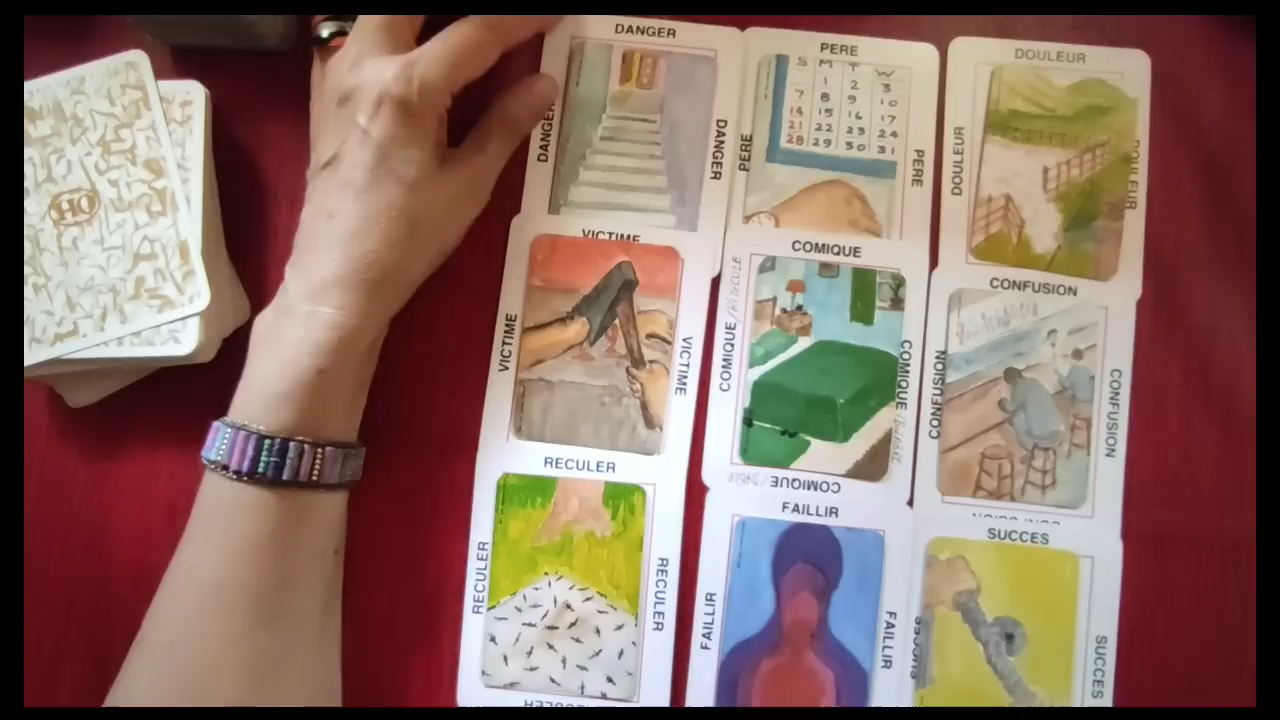 DANGER
DANGER
DANGER
PERE
S M T W
1 2 3
7 8 9 10
14 15 16 17
21 22 23 24
28 29 30 31
PERE
PERE
DOULEUR
DOULEUR
DOULEUR
OH
VICTIME
VICTIME
VICTIME
COMIQUE
COMIQUE/RIDICULE
COMIQUE
COMIQUE
CONFUSION
CONFUSION
CONFUSION
RECULER
RECULER
RECULER
FAILLIR
FAILLIR
FAILLIR
SUCCES
SUCCES
SUCCES